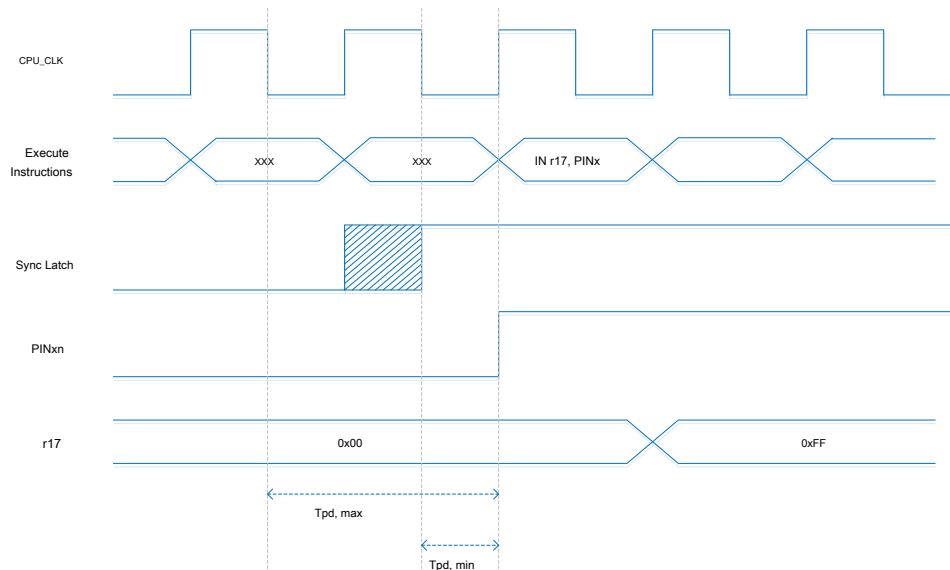 CPU_CLK
Execute
Instructions
XXX
XXX
IN r17, PINx
Sync Latch
PINxn
r17
0x00
0xFF
Tpd, max
Tpd, min